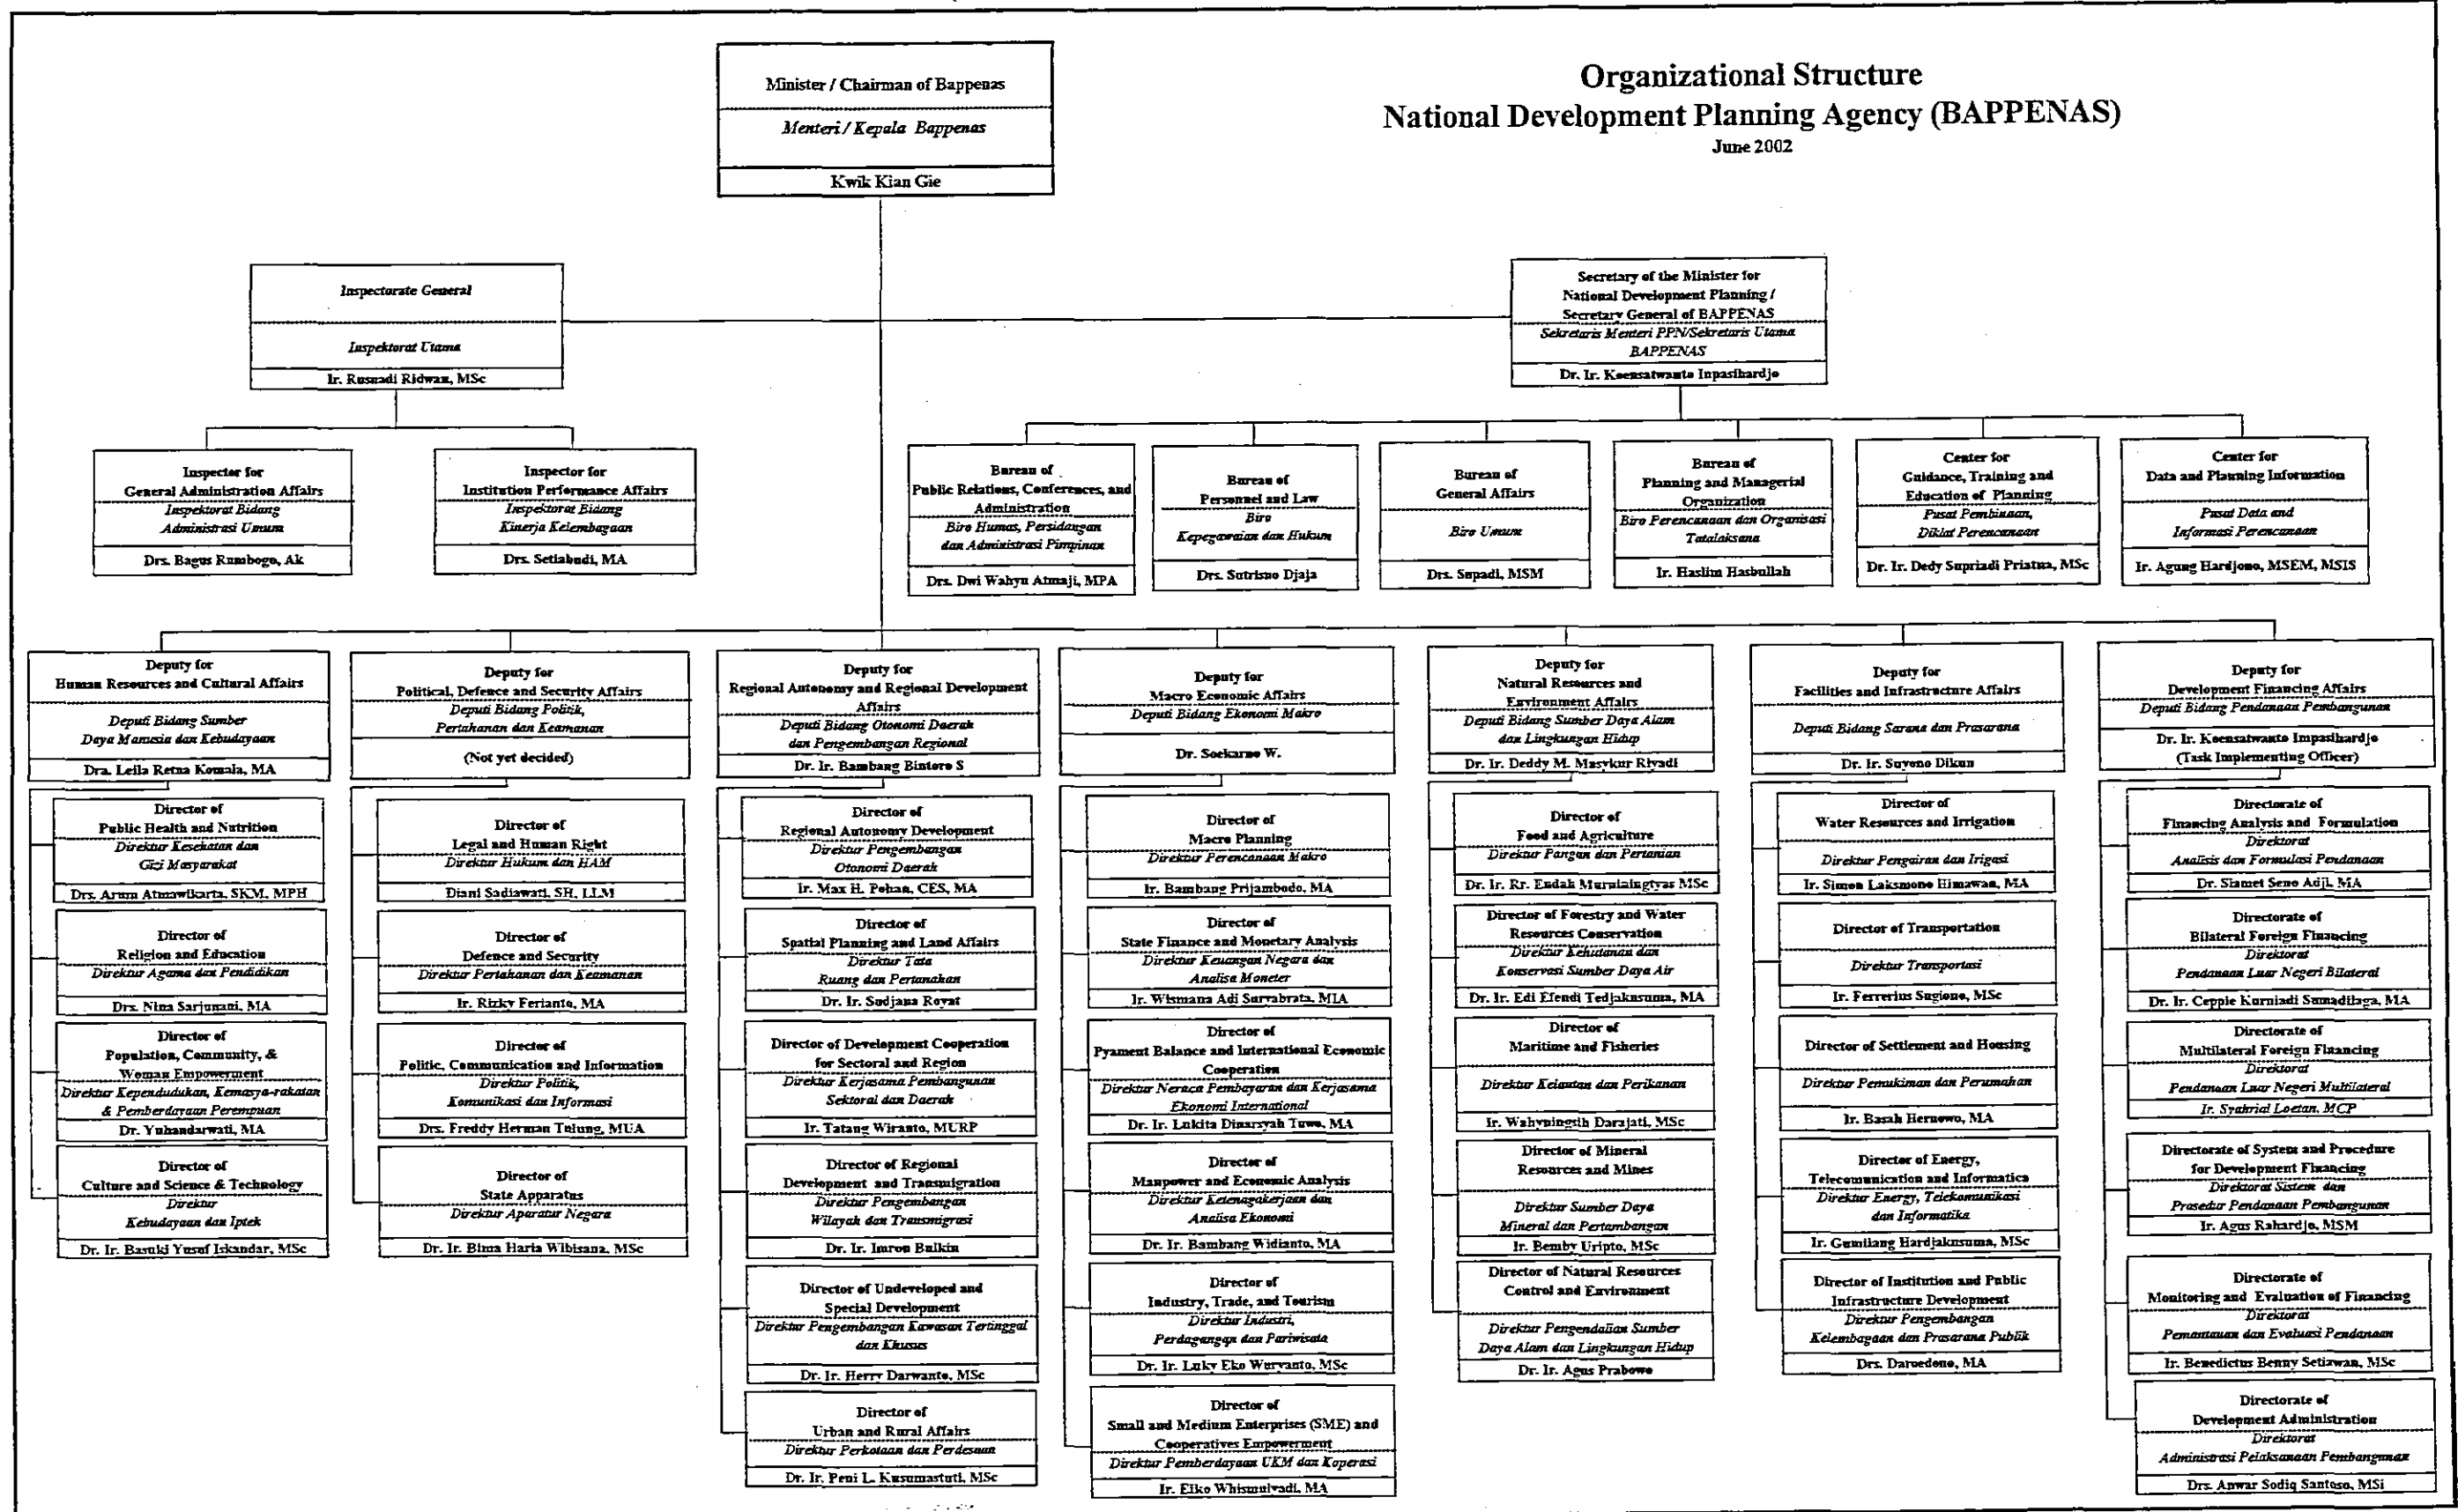 Organizational Structure
National Development Planning Agency (BAPPENAS)
June 2002
Minister / Chairman of Bappenas
Menteri / Kepala Bappenas
Kwik Kian Gie
Inspectorate General
Inspektorat Utama
Ir. Rusnadi Ridwan, MSc
Secretary of the Minister for
National Development Planning /
Secretary General of BAPPENAS
Sekretaris Menteri PPN/Sekretaris Utama
BAPPENAS
Dr. Ir. Koensatwanto Inpasihardjo
Inspector for
General Administration Affairs
Inspektorat Bidang
Administrasi Umum
Drs. Bagus Rumbogo, Ak
Inspector for
Institution Performance Affairs
Inspektorat Bidang
Kinerja Kelembagaan
Drs. Setiabudi, MA
Bureau of
Public Relations, Conferences, and
Administration
Biro Humas, Persidangan
dan Administrasi Pimpinan
Drs. Dwi Wahyu Atmaji, MPA
Bureau of
Personnel and Law
Biro
Kepegawaian dan Hukum
Drs. Sutrisno Djaja
Bureau of
General Affairs
Biro Umum
Drs. Supadi, MSM
Bureau of
Planning and Managerial
Organization
Biro Perencanaan dan Organisasi
Tatalaksana
Ir. Haslim Hasbullah
Center for
Guidance, Training and
Education of Planning
Pusat Pembinaan,
Diklat Perencanaan
Dr. Ir. Dedy Supriadi Priatna, MSc
Center for
Data and Planning Information
Pusat Data and
Informasi Perencanaan
Ir. Agung Hardjono, MSEM, MSIS
Deputy for
Human Resources and Cultural Affairs
Deputi Bidang Sumber
Daya Manusia dan Kebudayaan
Dra. Leila Retna Komala, MA
Director of
Public Health and Nutrition
Direktur Kesehatan dan
Gizi Masyarakat
Drs. Arum Atmawikarta, SKM, MPH
Director of
Religion and Education
Direktur Agama dan Pendidikan
Drs. Nina Sarjunani, MA
Director of
Population, Community, &
Woman Empowerment
Direktur Kependudukan, Kemasya-rakatan
& Pemberdayaan Perempuan
Dr. Yuhandarwati, MA
Director of
Culture and Science & Technology
Direktur
Kebudayaan dan Iptek
Dr. Ir. Basuki Yusuf Iskandar, MSc
Deputy for
Political, Defence and Security Affairs
Deputi Bidang Politik,
Pertahanan dan Keamanan
(Not yet decided)
Director of
Legal and Human Right
Direktur Hukum dan HAM
Diani Sadiawati, SH, LLM
Director of
Defence and Security
Direktur Pertahanan dan Keamanan
Ir. Rizky Ferianto, MA
Director of
Politic, Communication and Information
Direktur Politik,
Komunikasi dan Informasi
Drs. Freddy Herman Tulung, MUA
Director of
State Apparatus
Direktur Aparatur Negara
Dr. Ir. Bima Haria Wibisana, MSc
Deputy for
Regional Autonomy and Regional Development
Affairs
Deputi Bidang Otonomi Daerah
dan Pengembangan Regional
Dr. Ir. Bambang Bintoro S
Director of
Regional Autonomy Development
Direktur Pengembangan
Otonomi Daerah
Ir. Max H. Pohan, CES, MA
Director of
Spatial Planning and Land Affairs
Direktur Tata
Ruang dan Pertanahan
Dr. Ir. Sudjana Royat
Director of Development Cooperation
for Sectoral and Region
Direktur Kerjasama Pembangunan
Sektoral dan Daerah
Ir. Tatang Wiranto, MURP
Director of Regional
Development and Transmigration
Direktur Pengembangan
Wilayah dan Transmigrasi
Dr. Ir. Imron Bulkin
Director of Undeveloped and
Special Development
Direktur Pengembangan Kawasan Tertinggal
dan Khusus
Dr. Ir. Herry Darwanto, MSc
Director of
Urban and Rural Affairs
Direktur Perkotaan dan Perdesaan
Dr. Ir. Peni L. Kusumastuti, MSc
Deputy for
Macro Economic Affairs
Deputi Bidang Ekonomi Makro
Dr. Soekarno W.
Director of
Macro Planning
Direktur Perencanaan Makro
Ir. Bambang Prijambodo, MA
Director of
State Finance and Monetary Analysis
Direktur Keuangan Negara dan
Analisa Moneter
Ir. Wismana Adi Suryabrata, MIA
Director of
Pyament Balance and International Economic
Cooperation
Direktur Neraca Pembayaran dan Kerjasama
Ekonomi International
Dr. Ir. Lukita Dinarsyah Tuwo, MA
Director of
Manpower and Economic Analysis
Direktur Ketenagakerjaan dan
Analisa Ekonomi
Dr. Ir. Bambang Widianto, MA
Director of
Industry, Trade, and Tourism
Direktur Industri,
Perdagangan dan Pariwisata
Dr. Ir. Luky Eko Wuryanto, MSc
Director of
Small and Medium Enterprises (SME) and
Cooperatives Empowerment
Direktur Pemberdayaan UKM dan Koperasi
Ir. Eiko Whismulyadi, MA
Deputy for
Natural Resources and
Environment Affairs
Deputi Bidang Sumber Daya Alam
dan Lingkungan Hidup
Dr. Ir. Deddy M. Masykur Riyadi
Director of
Food and Agriculture
Direktur Pangan dan Pertanian
Dr. Ir. Rr. Endah Murniningtyas MSc
Director of Forestry and Water
Resources Conservation
Direktur Kehutanan dan
Konservasi Sumber Daya Air
Dr. Ir. Edi Efendi Tedjakusuma, MA
Director of
Maritime and Fisheries
Direktur Kelautan dan Perikanan
Ir. Wahyuningsih Darajati, MSc
Director of Mineral
Resources and Mines
Direktur Sumber Daya
Mineral dan Pertambangan
Ir. Bemby Uripto, MSc
Director of Natural Resources
Control and Environment
Direktur Pengendalian Sumber
Daya Alam dan Lingkungan Hidup
Dr. Ir. Agus Prabowo
Deputy for
Facilities and Infrastructure Affairs
Deputi Bidang Sarana dan Prasarana
Dr. Ir. Suyono Dikun
Director of
Water Resources and Irrigation
Direktur Pengairan dan Irigasi
Ir. Simon Laksmono Himawan, MA
Director of Transportation
Direktur Transportasi
Ir. Ferrerius Sugiono, MSc
Director of Settlement and Housing
Direktur Pemukiman dan Perumahan
Ir. Basah Hernowo, MA
Director of Energy,
Telecomunication and Informatics
Direktur Energy, Telekomunikasi
dan Informatika
Ir. Gumilang Hardjakusuma, MSc
Director of Institution and Public
Infrastructure Development
Direktur Pengembangan
Kelembagaan dan Prasarana Publik
Drs. Daroedono, MA
Deputy for
Development Financing Affairs
Deputi Bidang Pendanaan Pembangunan
Dr. Ir. Koensatwanto Impasihardjo
(Task Implementing Officer)
Directorate of
Financing Analysis and Formulation
Direktorat
Analisis dan Formulasi Pendanaan
Dr. Slamet Seno Adji, MA
Directorate of
Bilateral Foreign Financing
Direktorat
Pendanaan Luar Negeri Bilateral
Dr. Ir. Ceppie Kurniadi Sumadilaga, MA
Directorate of
Multilateral Foreign Financing
Direktorat
Pendanaan Luar Negeri Multilateral
Ir. Syahrial Loetan, MCP
Directorate of System and Procedure
for Development Financing
Direktorat Sistem dan
Prosedur Pendanaan Pembangunan
Ir. Agus Rahardjo, MSM
Directorate of
Monitoring and Evaluation of Financing
Direktorat
Pemantauan dan Evaluasi Pendanaan
Ir. Benedictus Benny Setiawan, MSc
Directorate of
Development Administration
Direktorat
Administrasi Pelaksanaan Pembangunan
Drs. Anwar Sodiq Santoso, MSi